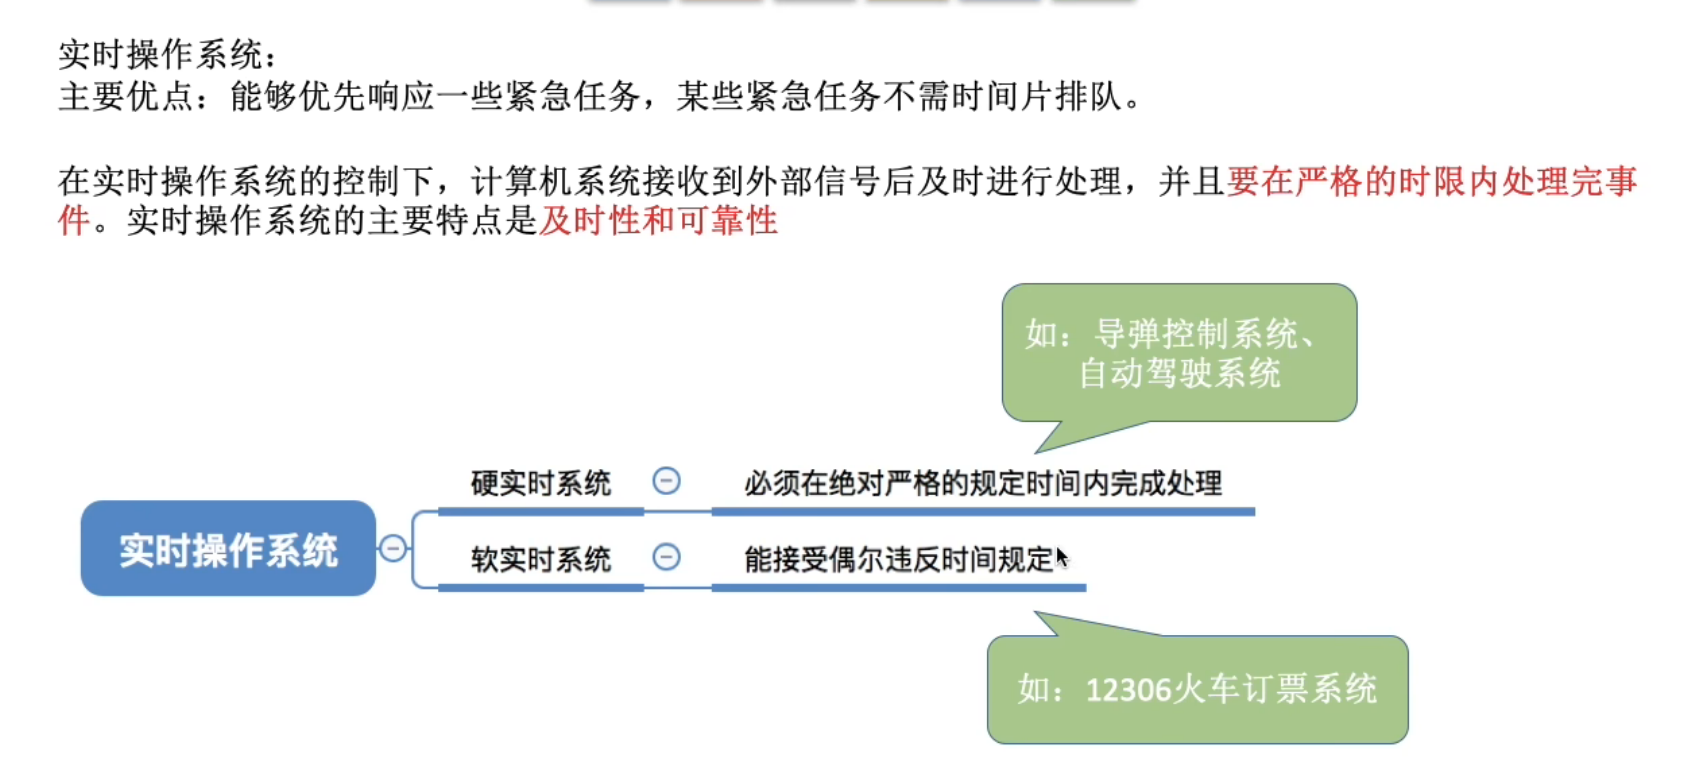 实时操作系统：
主要优点：能够优先响应一些紧急任务，某些紧急任务不需时间片排队。
在实时操作系统的控制下，计算机系统接收到外部信号后及时进行处理，并且要在严格的时限内处理完事
件。实时操作系统的主要特点是及时性和可靠性
如：导弹控制系统、
自动驾驶系统
硬实时系统
必须在绝对严格的规定时间内完成处理
实时操作系统
软实时系统
能接受偶尔违反时间规定
如：12306火车订票系统